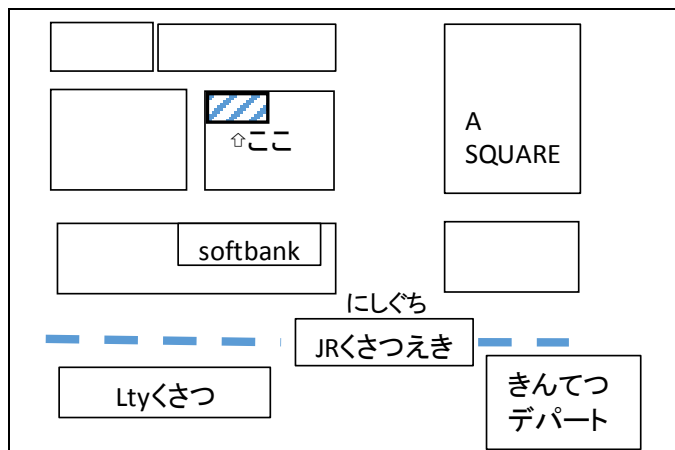 A
SQUARE
⇧ここ
softbank
にしぐち
JRくさつえき
Ltyくさつ
きんてつ
デパート